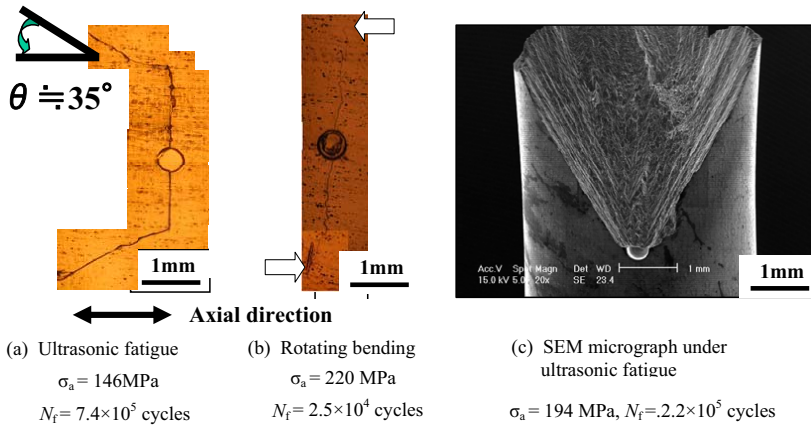 θ ≒35°
1mm
1mm
Acc.V Spot Magn Det WD 1 mm
15.0 kV 5.0 20x SE 23.4
1mm
Axial direction
(a) Ultrasonic fatigue
σa = 146MPa
Nf = 7.4×10⁵ cycles
(b) Rotating bending
σa = 220 MPa
Nf = 2.5×10⁴ cycles
(c) SEM micrograph under
ultrasonic fatigue
σa = 194 MPa, Nf =.2.2×10⁵ cycles